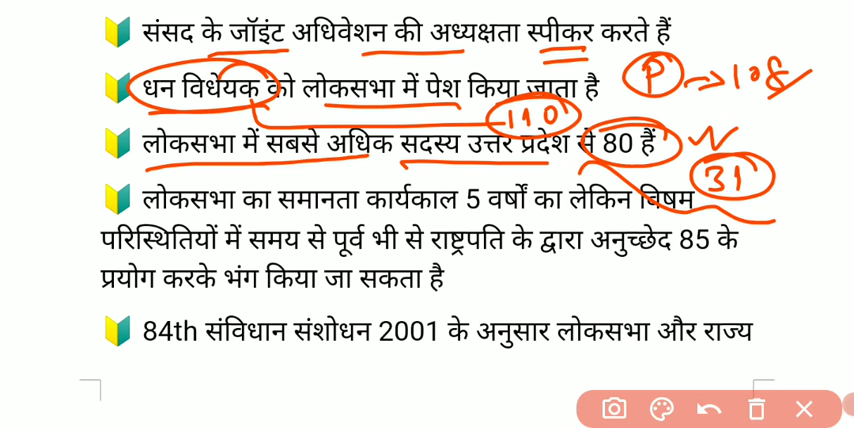 संसद के जॉइंट अधिवेशन की अध्यक्षता स्पीकर करते हैं
धन विधेयक को लोकसभा में पेश किया जाता है
P → 108
110
लोकसभा में सबसे अधिक सदस्य उत्तर प्रदेश से 80 हैं
31
लोकसभा का समानता कार्यकाल 5 वर्षों का लेकिन विषम
परिस्थितियों में समय से पूर्व भी से राष्ट्रपति के द्वारा अनुच्छेद 85 के
प्रयोग करके भंग किया जा सकता है
84th संविधान संशोधन 2001 के अनुसार लोकसभा और राज्य